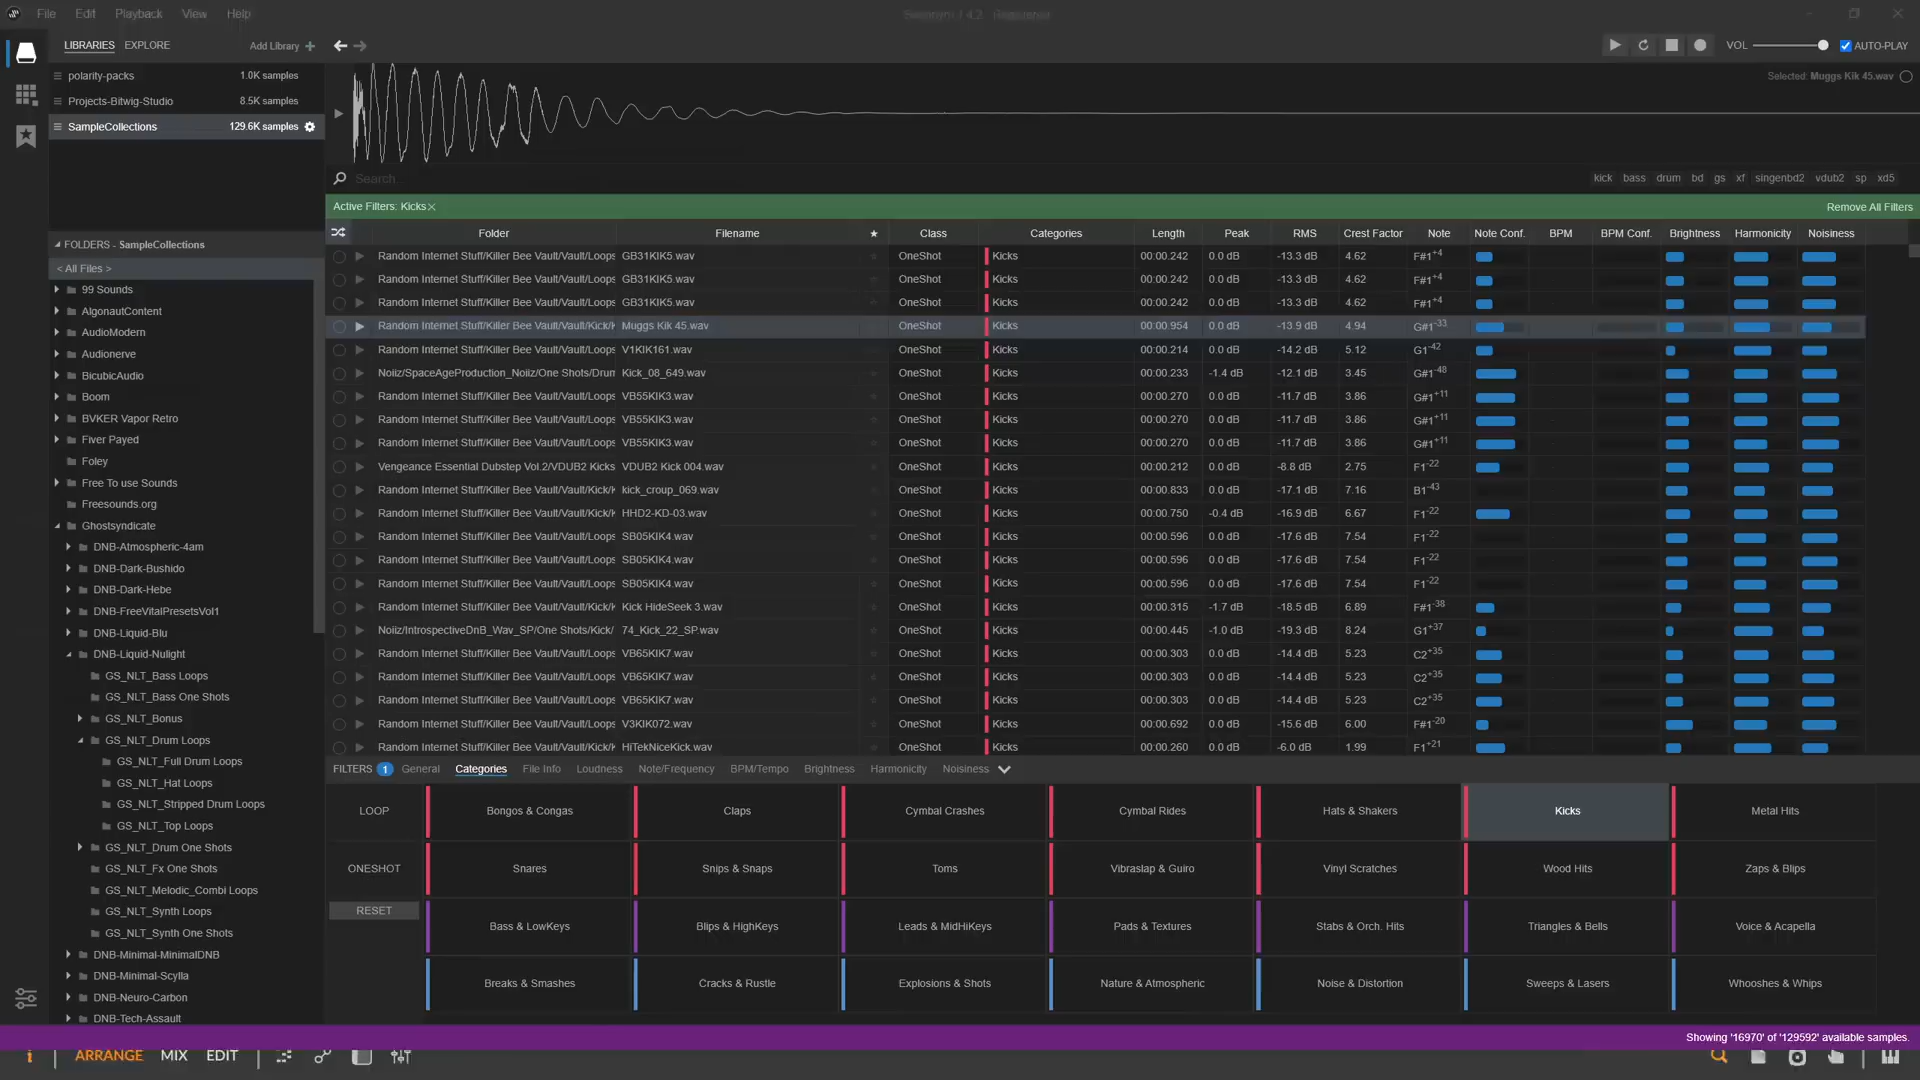 File Edit Playback View Help
LIBRARIES EXPLORE Add Library +
VOL AUTO-PLAY
polarity-packs 1.0K samples
Selected: Muggs Kik 45.wav
Projects-Bitwig-Studio 8.5K samples
SampleCollections 129.6K samples
Search...
kick bass drum bd gs xf singenbd2 vdub2 sp xd5
Active Filters: Kicks×
Remove All Filters
FOLDERS - SampleCollections
< All Files >
99 Sounds
AlgonautContent
AudioModern
Audionerve
BicubicAudio
Boom
BVKER Vapor Retro
Fiver Payed
Foley
Free To use Sounds
Freesounds.org
Ghostsyndicate
DNB-Atmospheric-4am
DNB-Dark-Bushido
DNB-Dark-Hebe
DNB-FreeVitalPresetsVol1
DNB-Liquid-Blu
DNB-Liquid-Nulight
GS_NLT_Bass Loops
GS_NLT_Bass One Shots
GS_NLT_Bonus
GS_NLT_Drum Loops
GS_NLT_Full Drum Loops
GS_NLT_Hat Loops
GS_NLT_Stripped Drum Loops
GS_NLT_Top Loops
GS_NLT_Drum One Shots
GS_NLT_Fx One Shots
GS_NLT_Melodic_Combi Loops
GS_NLT_Synth Loops
GS_NLT_Synth One Shots
DNB-Minimal-MinimalDNB
DNB-Minimal-Scylla
DNB-Neuro-Carbon
DNB-Tech-Assault
Folder Filename ★ Class Categories Length Peak RMS Crest Factor Note Note Conf. BPM BPM Conf. Brightness Harmonicity Noisiness
Random Internet Stuff/Killer Bee Vault/Vault/Loops GB31KIK5.wav OneShot Kicks 00:00.242 0.0 dB -13.3 dB 4.62 F#1+4
Random Internet Stuff/Killer Bee Vault/Vault/Loops GB31KIK5.wav OneShot Kicks 00:00.242 0.0 dB -13.3 dB 4.62 F#1+4
Random Internet Stuff/Killer Bee Vault/Vault/Loops GB31KIK5.wav OneShot Kicks 00:00.242 0.0 dB -13.3 dB 4.62 F#1+4
Random Internet Stuff/Killer Bee Vault/Vault/Kick/K Muggs Kik 45.wav OneShot Kicks 00:00.954 0.0 dB -13.9 dB 4.94 G#1-33
Random Internet Stuff/Killer Bee Vault/Vault/Loops V1KIK161.wav OneShot Kicks 00:00.214 0.0 dB -14.2 dB 5.12 G1-42
Noiiz/SpaceAgeProduction_Noiiz/One Shots/Drum Kick_08_649.wav OneShot Kicks 00:00.233 -1.4 dB -12.1 dB 3.45 G#1-48
Random Internet Stuff/Killer Bee Vault/Vault/Loops VB55KIK3.wav OneShot Kicks 00:00.270 0.0 dB -11.7 dB 3.86 G#1+11
Random Internet Stuff/Killer Bee Vault/Vault/Loops VB55KIK3.wav OneShot Kicks 00:00.270 0.0 dB -11.7 dB 3.86 G#1+11
Random Internet Stuff/Killer Bee Vault/Vault/Loops VB55KIK3.wav OneShot Kicks 00:00.270 0.0 dB -11.7 dB 3.86 G#1+11
Vengeance Essential Dubstep Vol.2/VDUB2 Kicks VDUB2 Kick 004.wav OneShot Kicks 00:00.212 0.0 dB -8.8 dB 2.75 F1-22
Random Internet Stuff/Killer Bee Vault/Vault/Kick/K kick_croup_069.wav OneShot Kicks 00:00.833 0.0 dB -17.1 dB 7.16 B1-43
Random Internet Stuff/Killer Bee Vault/Vault/Kick/K HHD2-KD-03.wav OneShot Kicks 00:00.750 -0.4 dB -16.9 dB 6.67 F1-22
Random Internet Stuff/Killer Bee Vault/Vault/Kick/K SB05KIK4.wav OneShot Kicks 00:00.596 0.0 dB -17.6 dB 7.54 F1-22
Random Internet Stuff/Killer Bee Vault/Vault/Loops SB05KIK4.wav OneShot Kicks 00:00.596 0.0 dB -17.6 dB 7.54 F1-22
Random Internet Stuff/Killer Bee Vault/Vault/Kick/K SB05KIK4.wav OneShot Kicks 00:00.596 0.0 dB -17.6 dB 7.54 F1-22
Random Internet Stuff/Killer Bee Vault/Vault/Kick/K Kick HideSeek 3.wav OneShot Kicks 00:00.315 -1.7 dB -18.5 dB 6.89 F#1-38
Noiiz/IntrospectiveDnB_Wav_SP/One Shots/Kick/ 74_Kick_22_SP.wav OneShot Kicks 00:00.445 -1.0 dB -19.3 dB 8.24 G1+37
Random Internet Stuff/Killer Bee Vault/Vault/Loops VB65KIK7.wav OneShot Kicks 00:00.303 0.0 dB -14.4 dB 5.23 C2+35
Random Internet Stuff/Killer Bee Vault/Vault/Loops VB65KIK7.wav OneShot Kicks 00:00.303 0.0 dB -14.4 dB 5.23 C2+35
Random Internet Stuff/Killer Bee Vault/Vault/Loops VB65KIK7.wav OneShot Kicks 00:00.303 0.0 dB -14.4 dB 5.23 C2+35
Random Internet Stuff/Killer Bee Vault/Vault/Loops V3KIK072.wav OneShot Kicks 00:00.692 0.0 dB -15.6 dB 6.00 F#1-20
Random Internet Stuff/Killer Bee Vault/Vault/Kick/K HiTekNiceKick.wav OneShot Kicks 00:00.260 0.0 dB -6.0 dB 1.99 F1+21
FILTERS 1 General Categories File Info Loudness Note/Frequency BPM/Tempo Brightness Harmonicity Noisiness
LOOP Bongos & Congas Claps Cymbal Crashes Cymbal Rides Hats & Shakers Kicks Metal Hits
ONESHOT Snares Snips & Snaps Toms Vibraslap & Guiro Vinyl Scratches Wood Hits Zaps & Blips
RESET
Bass & LowKeys Blips & HighKeys Leads & MidHiKeys Pads & Textures Stabs & Orch. Hits Triangles & Bells Voice & Acapella
Breaks & Smashes Cracks & Rustle Explosions & Shots Nature & Atmospheric Noise & Distortion Sweeps & Lasers Whooshes & Whips
Showing '16970' of '129592' available samples.
i ARRANGE MIX EDIT